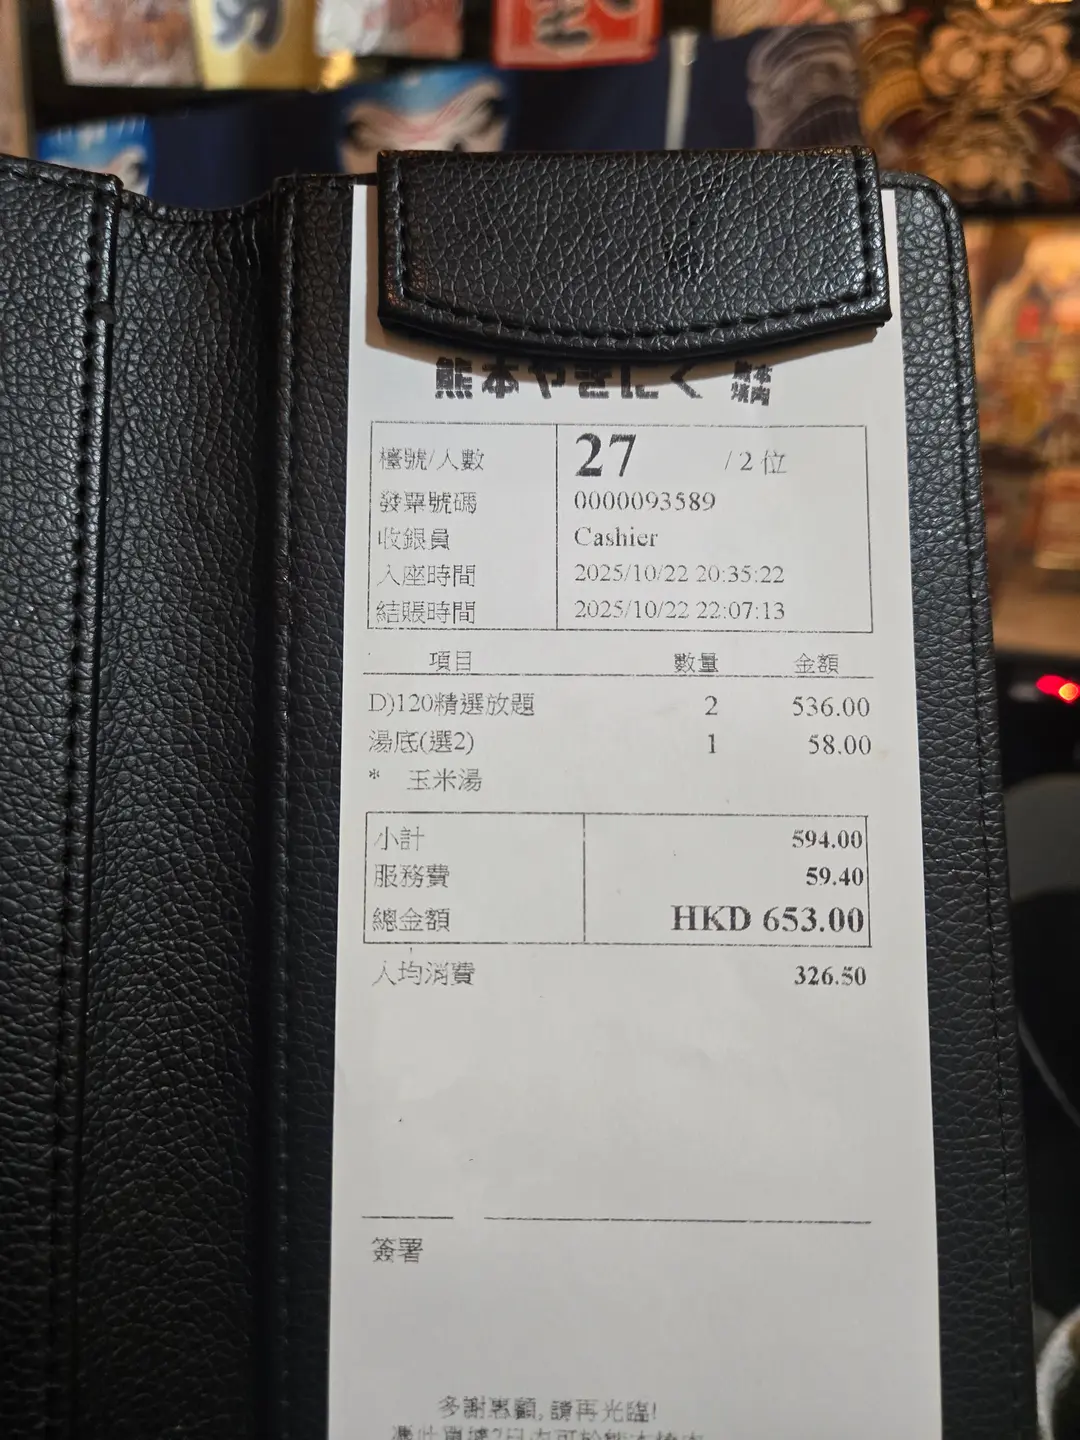 熊本やきにく 熊本焼肉
檯號/人數 27 /2 位
發票號碼 0000093589
收銀員 Cashier
入座時間 2025/10/22 20:35:22
結賬時間 2025/10/22 22:07:13
項目 數量 金額
D)120精選放題 2 536.00
湯底(選2) 1 58.00
* 玉米湯
小計 594.00
服務費 59.40
總金額 HKD 653.00
人均消費 326.50
簽署
多謝惠顧,請再光臨!